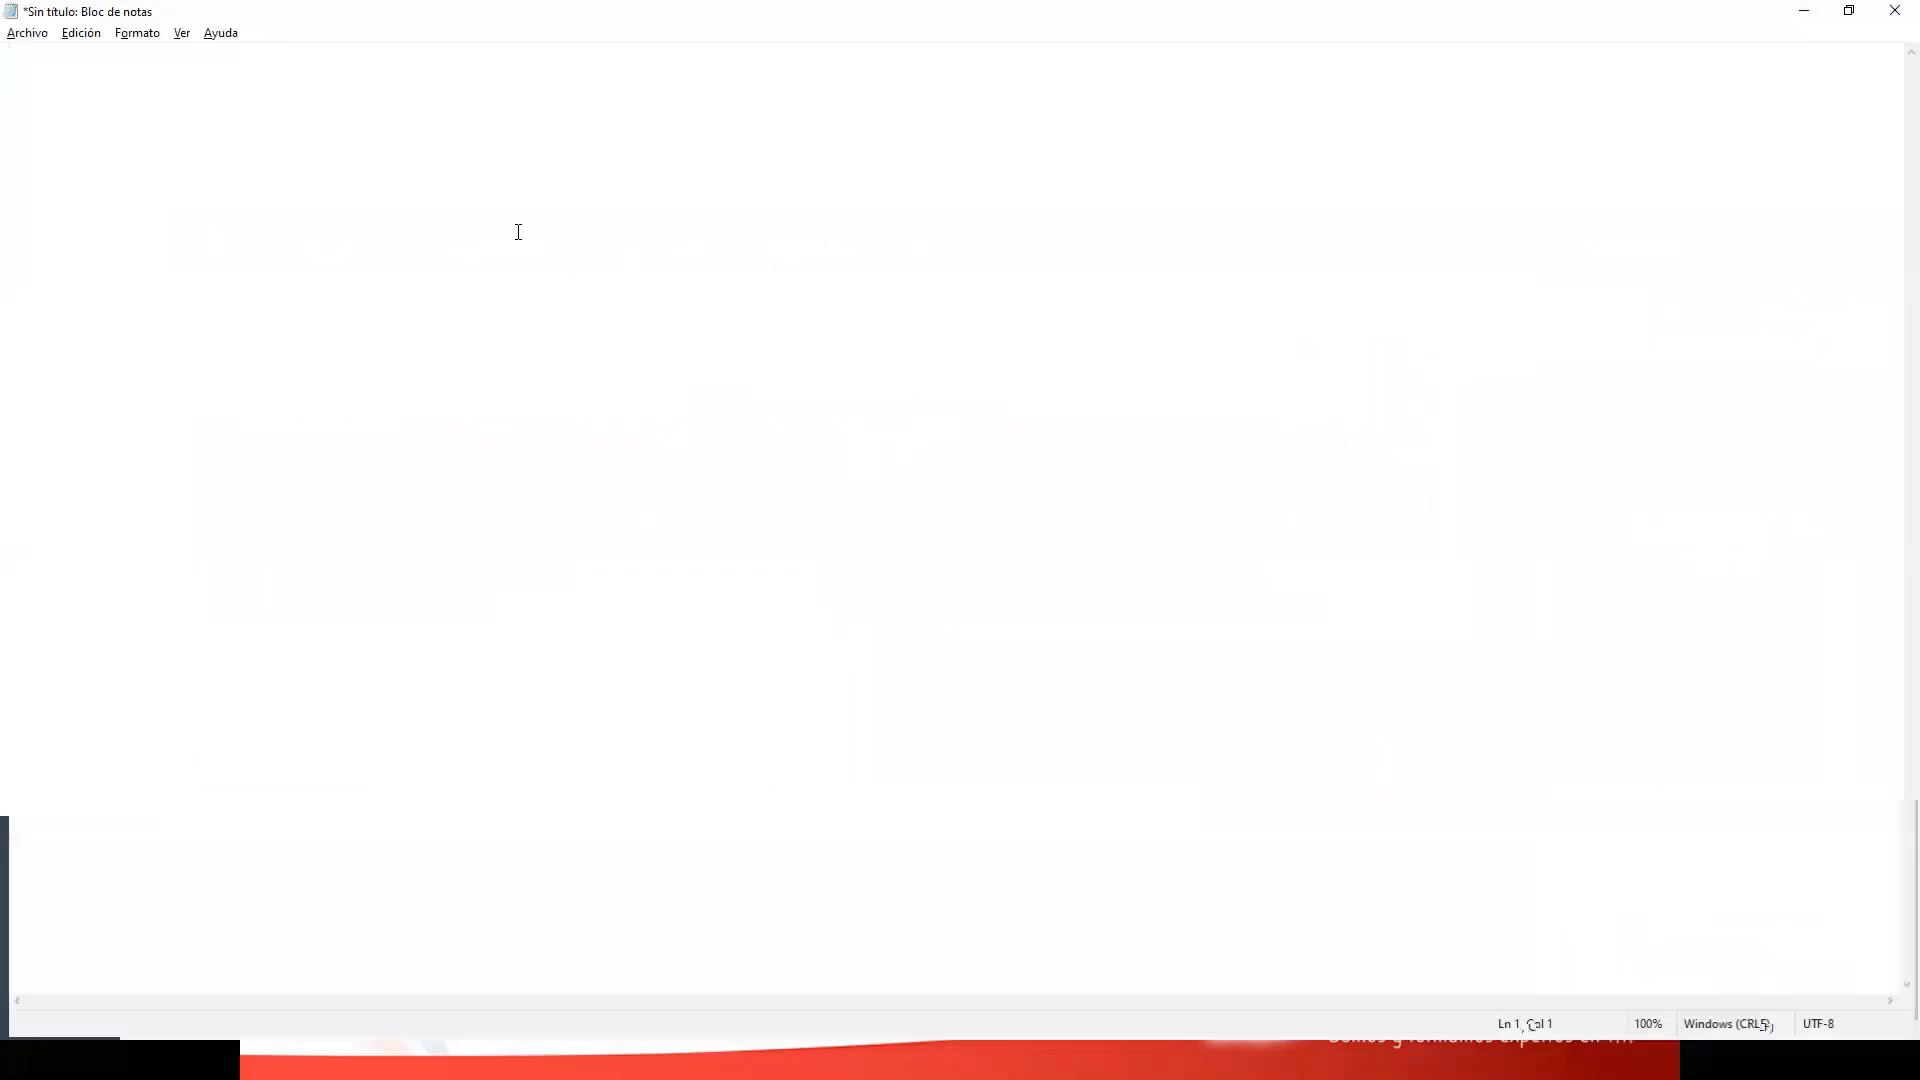 *Sin título: Bloc de notas
Archivo Edición Formato Ver Ayuda
Ln 1, Col 1 100% Windows (CRLF) UTF-8